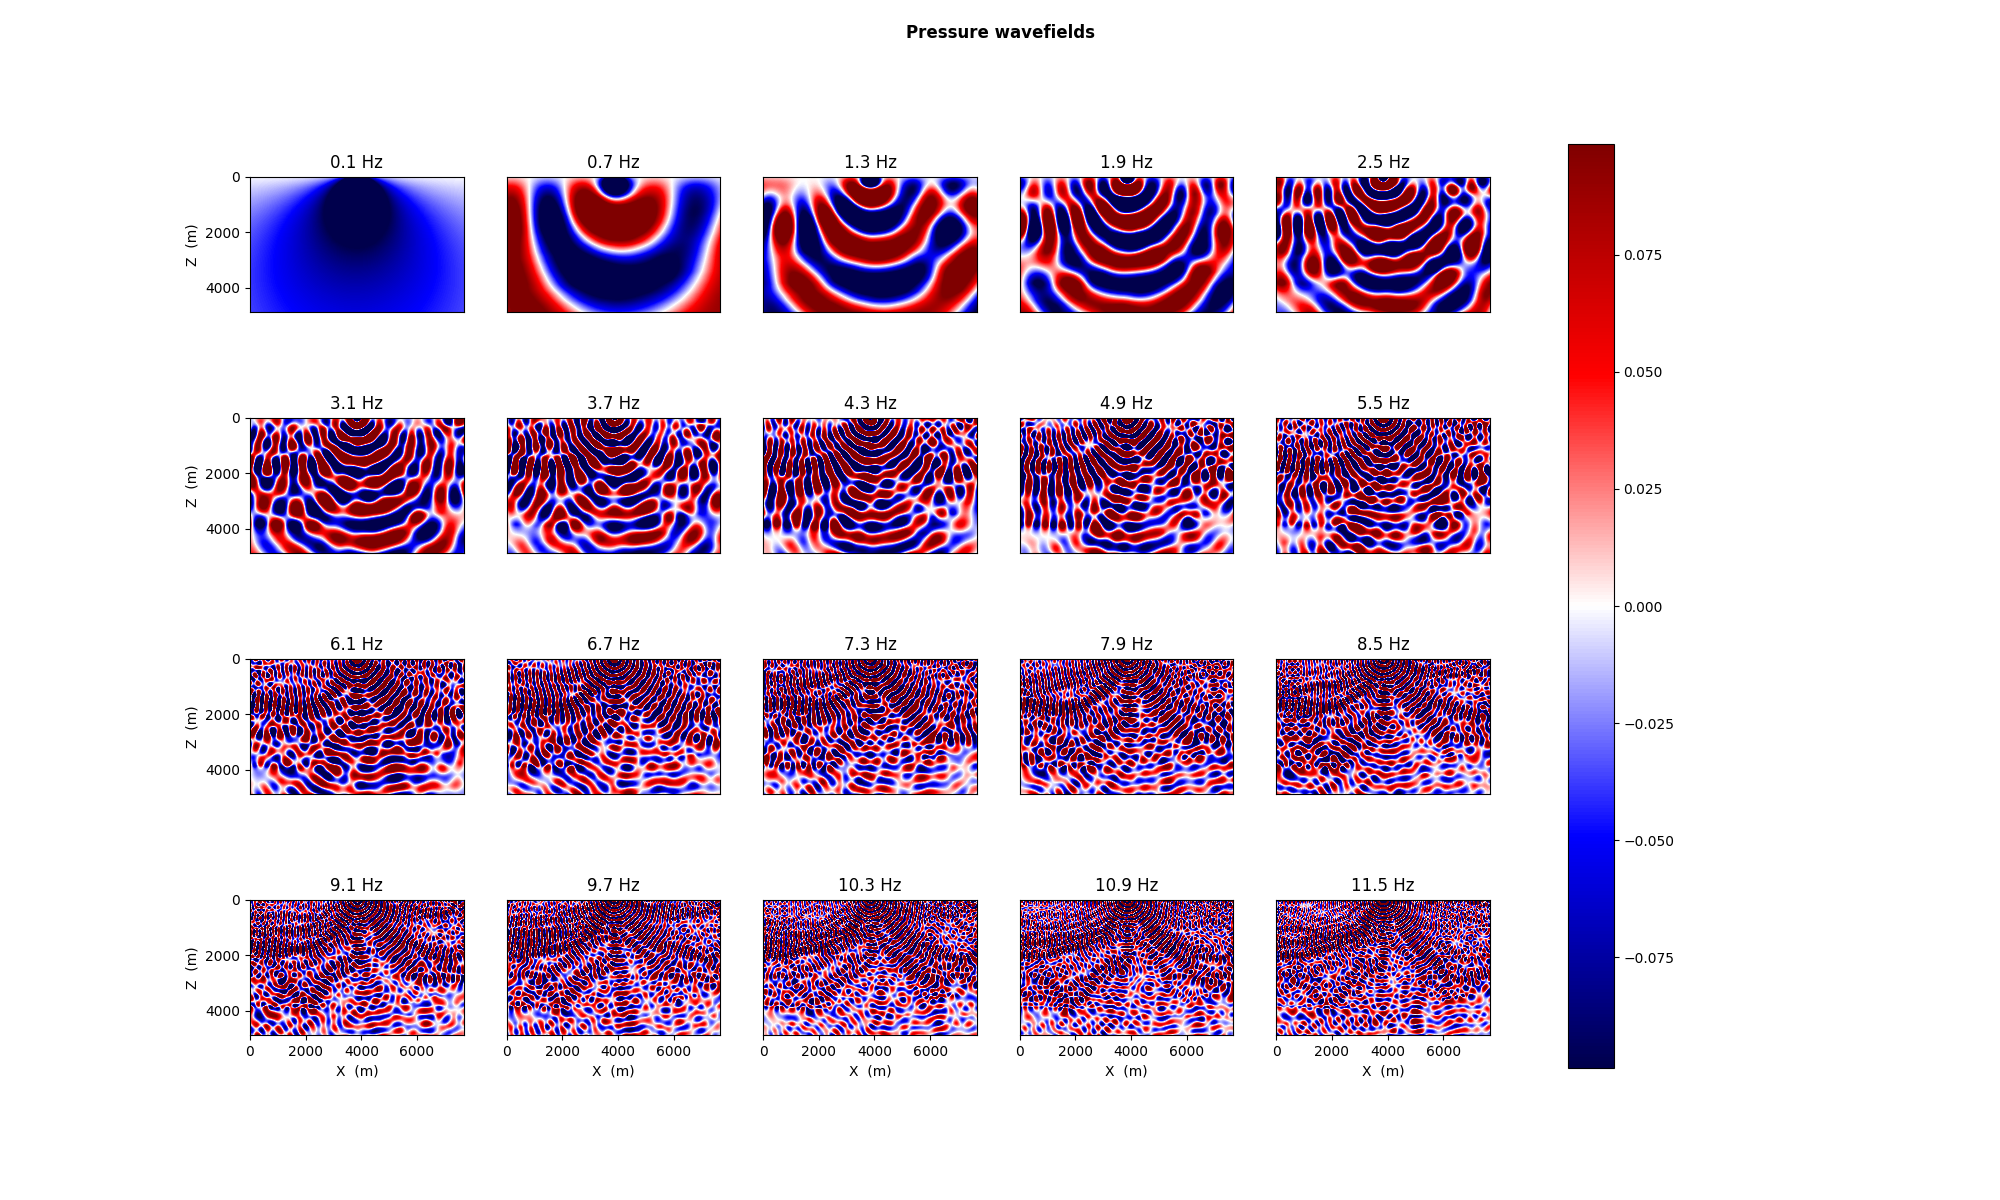 Pressure wavefields
0.1 Hz 0.7 Hz 1.3 Hz 1.9 Hz 2.5 Hz
0
2000
4000
Z (m)
3.1 Hz 3.7 Hz 4.3 Hz 4.9 Hz 5.5 Hz
0
2000
4000
Z (m)
6.1 Hz 6.7 Hz 7.3 Hz 7.9 Hz 8.5 Hz
0
2000
4000
Z (m)
9.1 Hz 9.7 Hz 10.3 Hz 10.9 Hz 11.5 Hz
0
2000
4000
Z (m)
0 2000 4000 6000 0 2000 4000 6000 0 2000 4000 6000 0 2000 4000 6000 0 2000 4000 6000
X (m) X (m) X (m) X (m) X (m)
0.075
0.050
0.025
0.000
−0.025
−0.050
−0.075